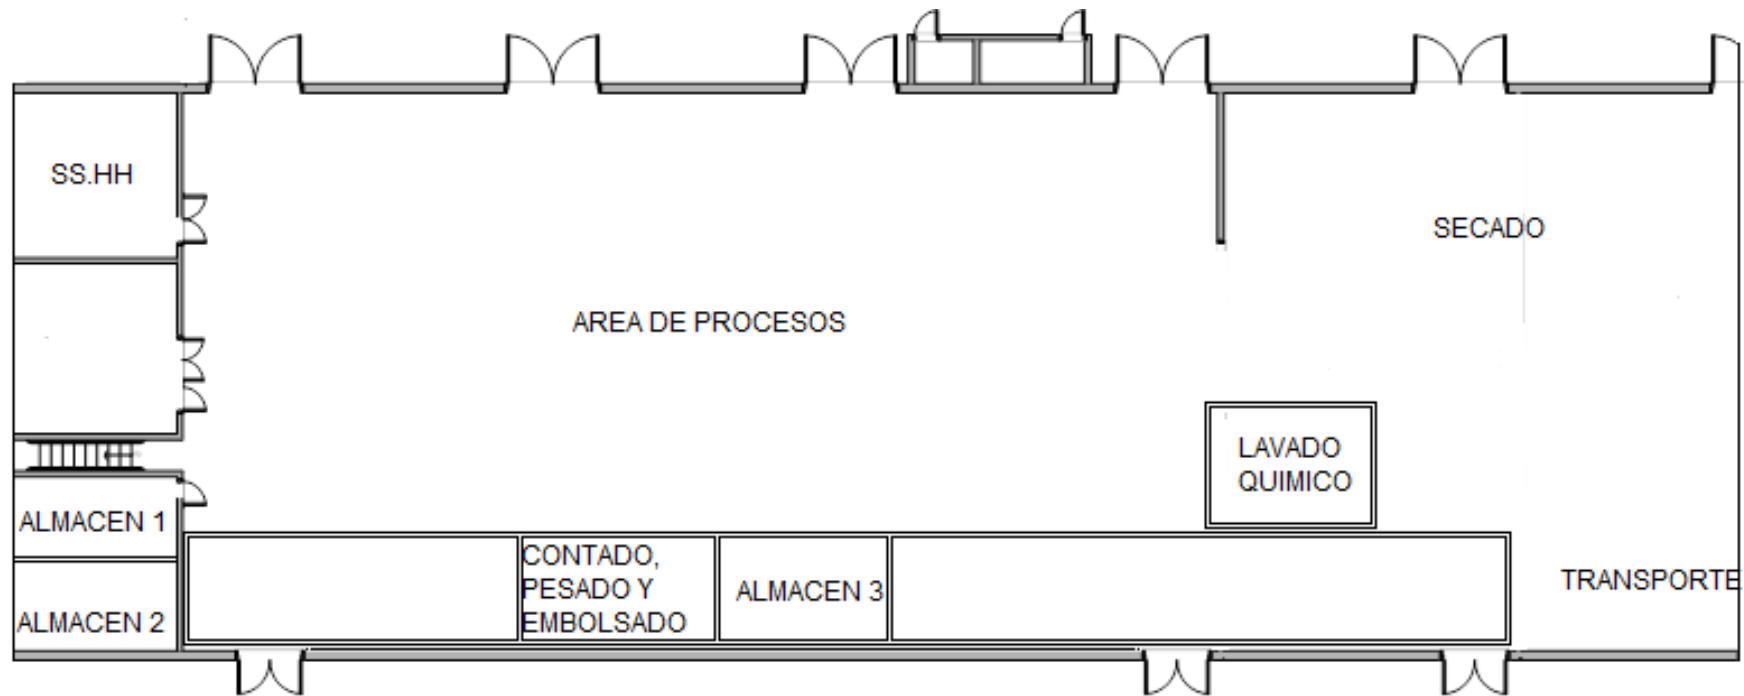 SS.HH
SECADO
AREA DE PROCESOS
LAVADO
QUIMICO
ALMACEN 1
CONTADO,
PESADO Y
EMBOLSADO
ALMACEN 3
TRANSPORTE
ALMACEN 2